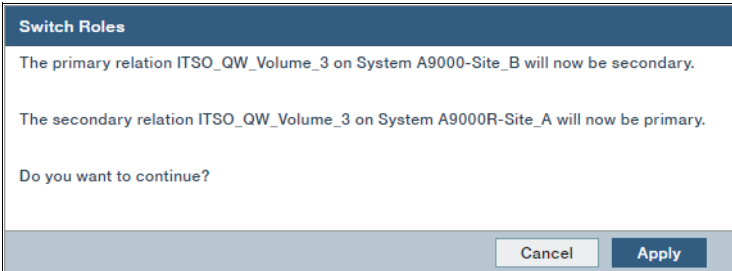 Switch Roles
The primary relation ITSO_QW_Volume_3 on System A9000-Site_B will now be secondary.
The secondary relation ITSO_QW_Volume_3 on System A9000R-Site_A will now be primary.
Do you want to continue?
Cancel
Apply